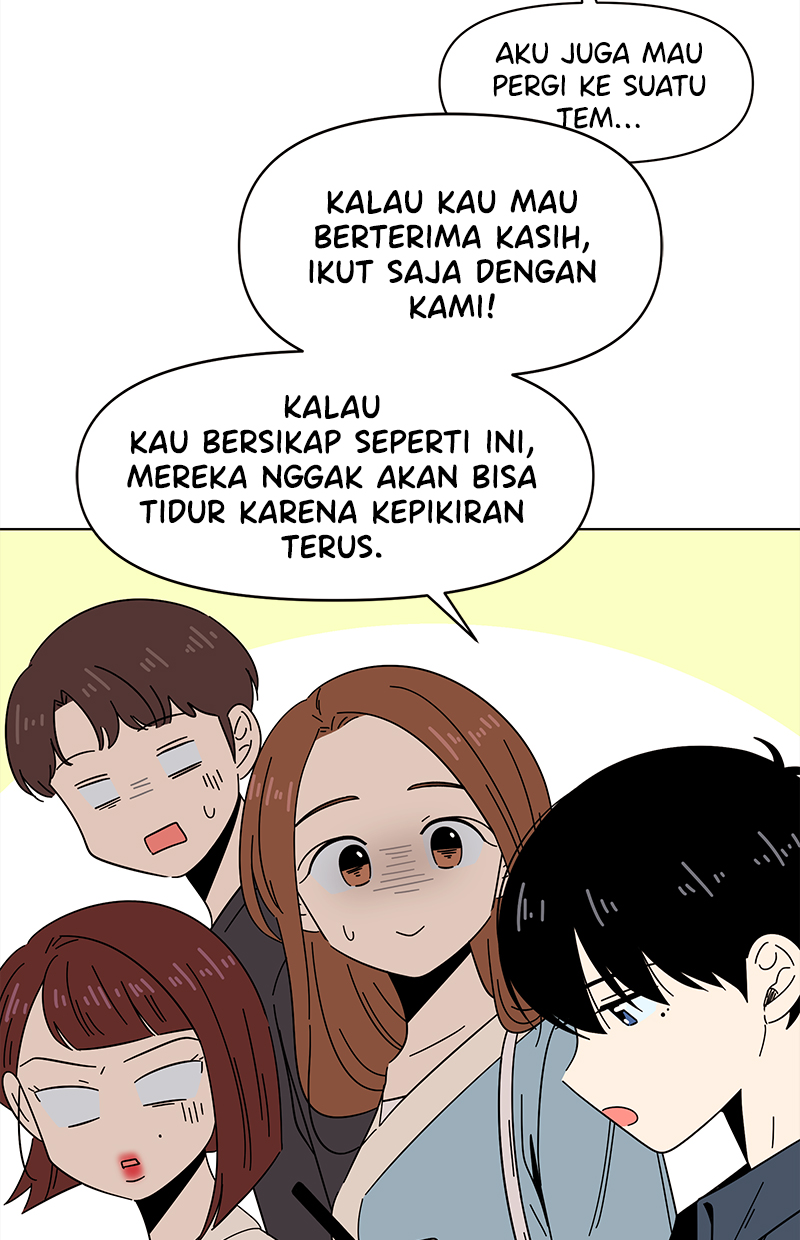 AKU JUGA MAU
PERGI KE SUATU
TEM...
KALAU KAU MAU
BERTERIMA KASIH,
IKUT SAJA DENGAN
KAMI!
KALAU
KAU BERSIKAP SEPERTI INI,
MEREKA NGGAK AKAN BISA
TIDUR KARENA KEPIKIRAN
TERUS.